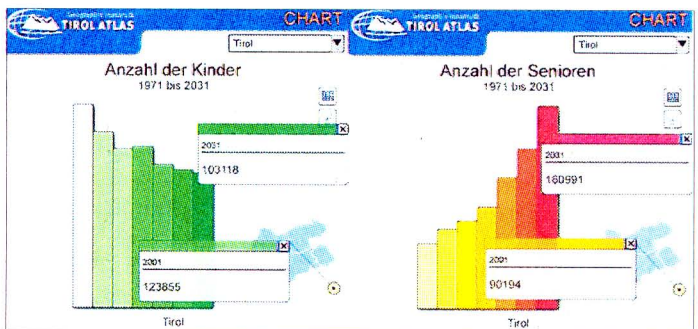 TIROL ATLAS
CHART
Tirol
Anzahl der Kinder
1971 bis 2031
2031
103118
2001
123855
Tirol
TIROL ATLAS
CHART
Tirol
Anzahl der Senioren
1971 bis 2031
2031
160991
2001
90194
Tirol